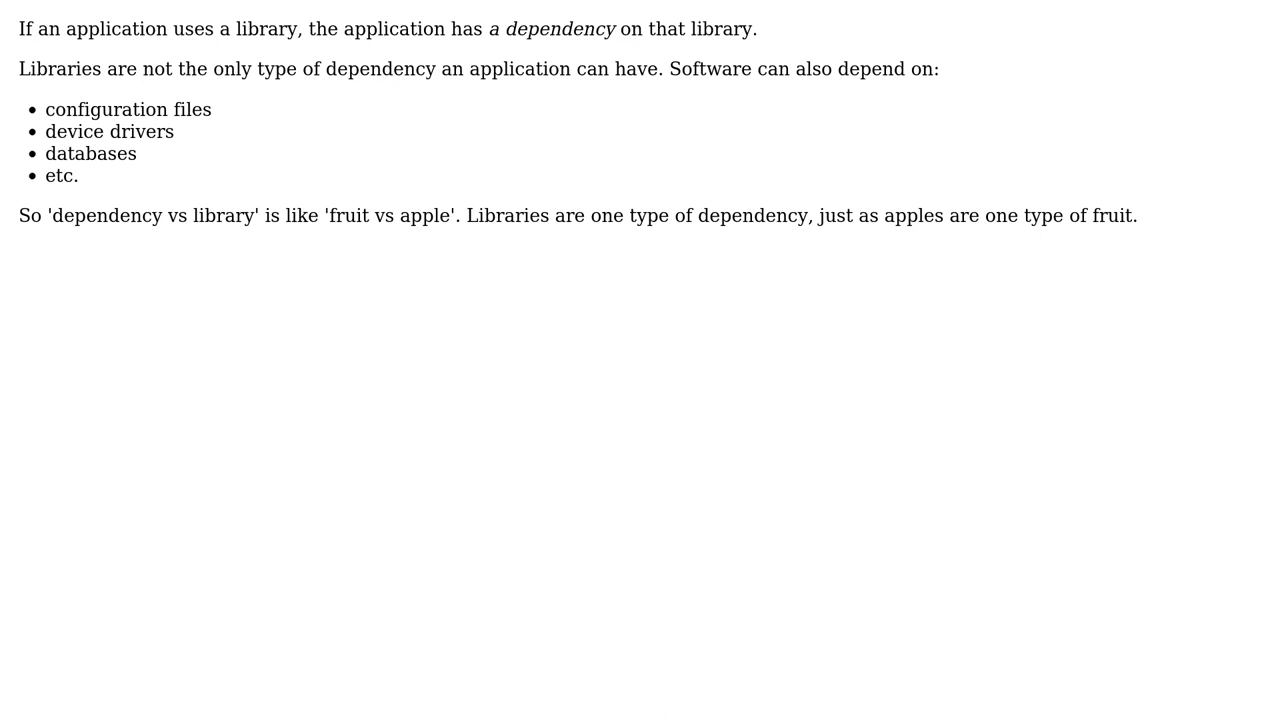 If an application uses a library, the application has a dependency on that library.
Libraries are not the only type of dependency an application can have. Software can also depend on:
• configuration files
• device drivers
• databases
• etc.
So 'dependency vs library' is like 'fruit vs apple'. Libraries are one type of dependency, just as apples are one type of fruit.